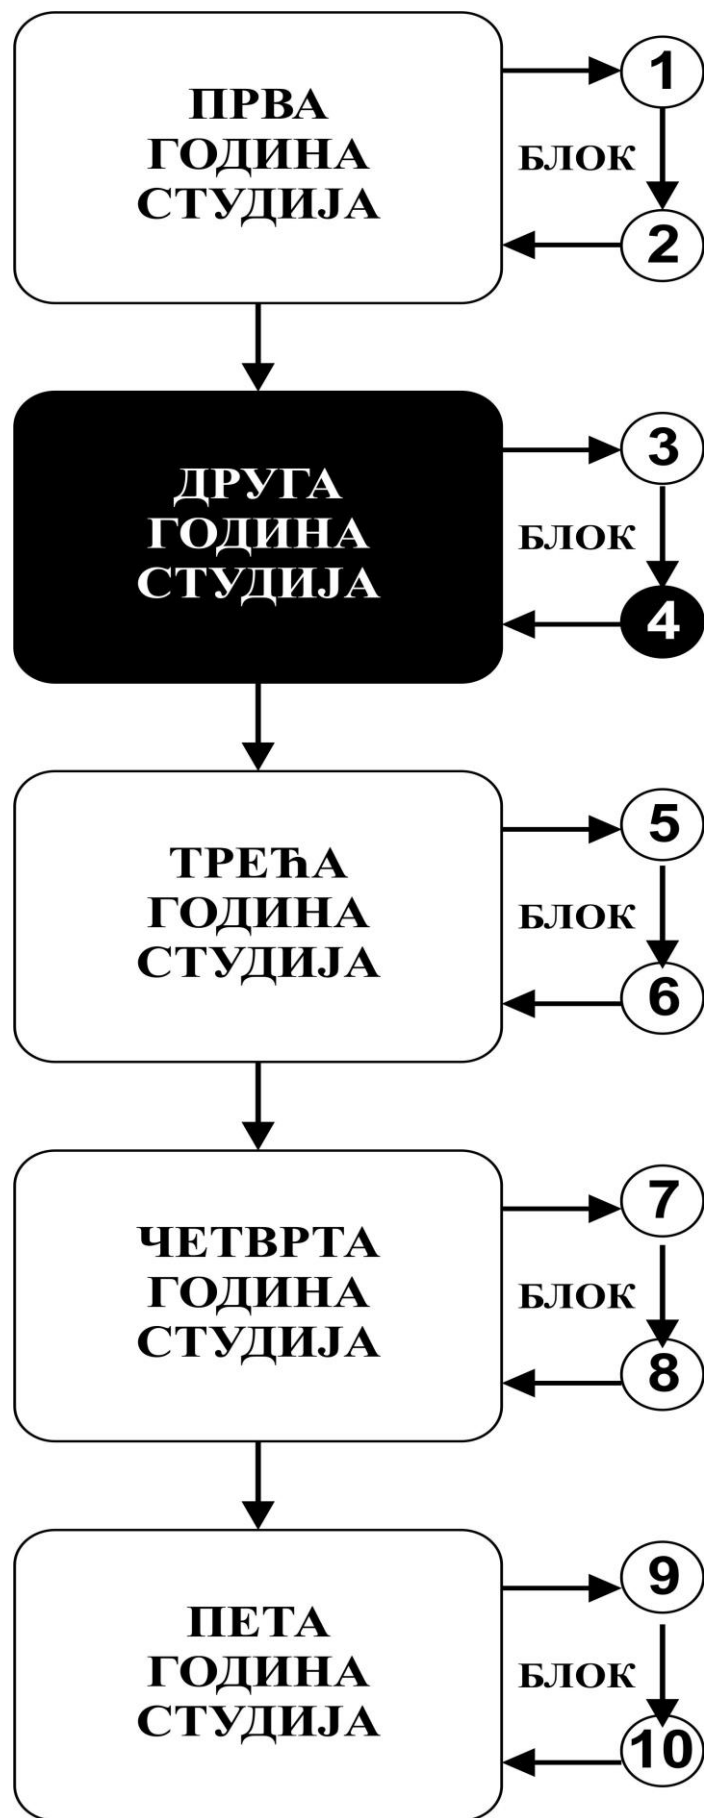 ПРВА
ГОДИНА
СТУДИЈА
1
БЛОК
2
ДРУГА
ГОДИНА
СТУДИЈА
3
БЛОК
4
ТРЕЋА
ГОДИНА
СТУДИЈА
5
БЛОК
6
ЧЕТВРТА
ГОДИНА
СТУДИЈА
7
БЛОК
8
ПЕТА
ГОДИНА
СТУДИЈА
9
БЛОК
10